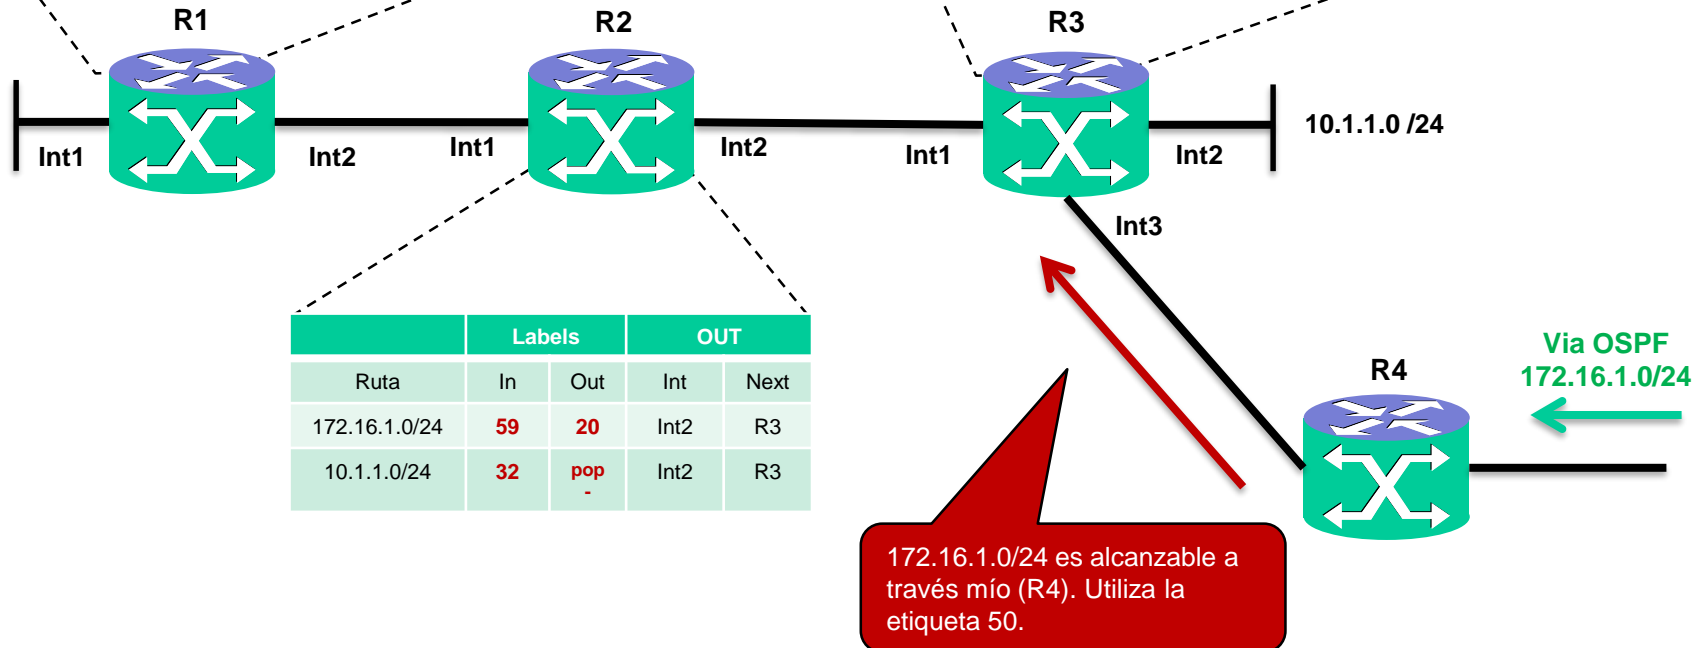 R1
R2
R3
Int1
Int2
Int1
Int2
Int1
Int2
10.1.1.0 /24
Int3
Labels OUT
Ruta In Out Int Next
172.16.1.0/24 59 20 Int2 R3
10.1.1.0/24 32 pop Int2 R3
-
Via OSPF
172.16.1.0/24
R4
172.16.1.0/24 es alcanzable a
través mío (R4). Utiliza la
etiqueta 50.